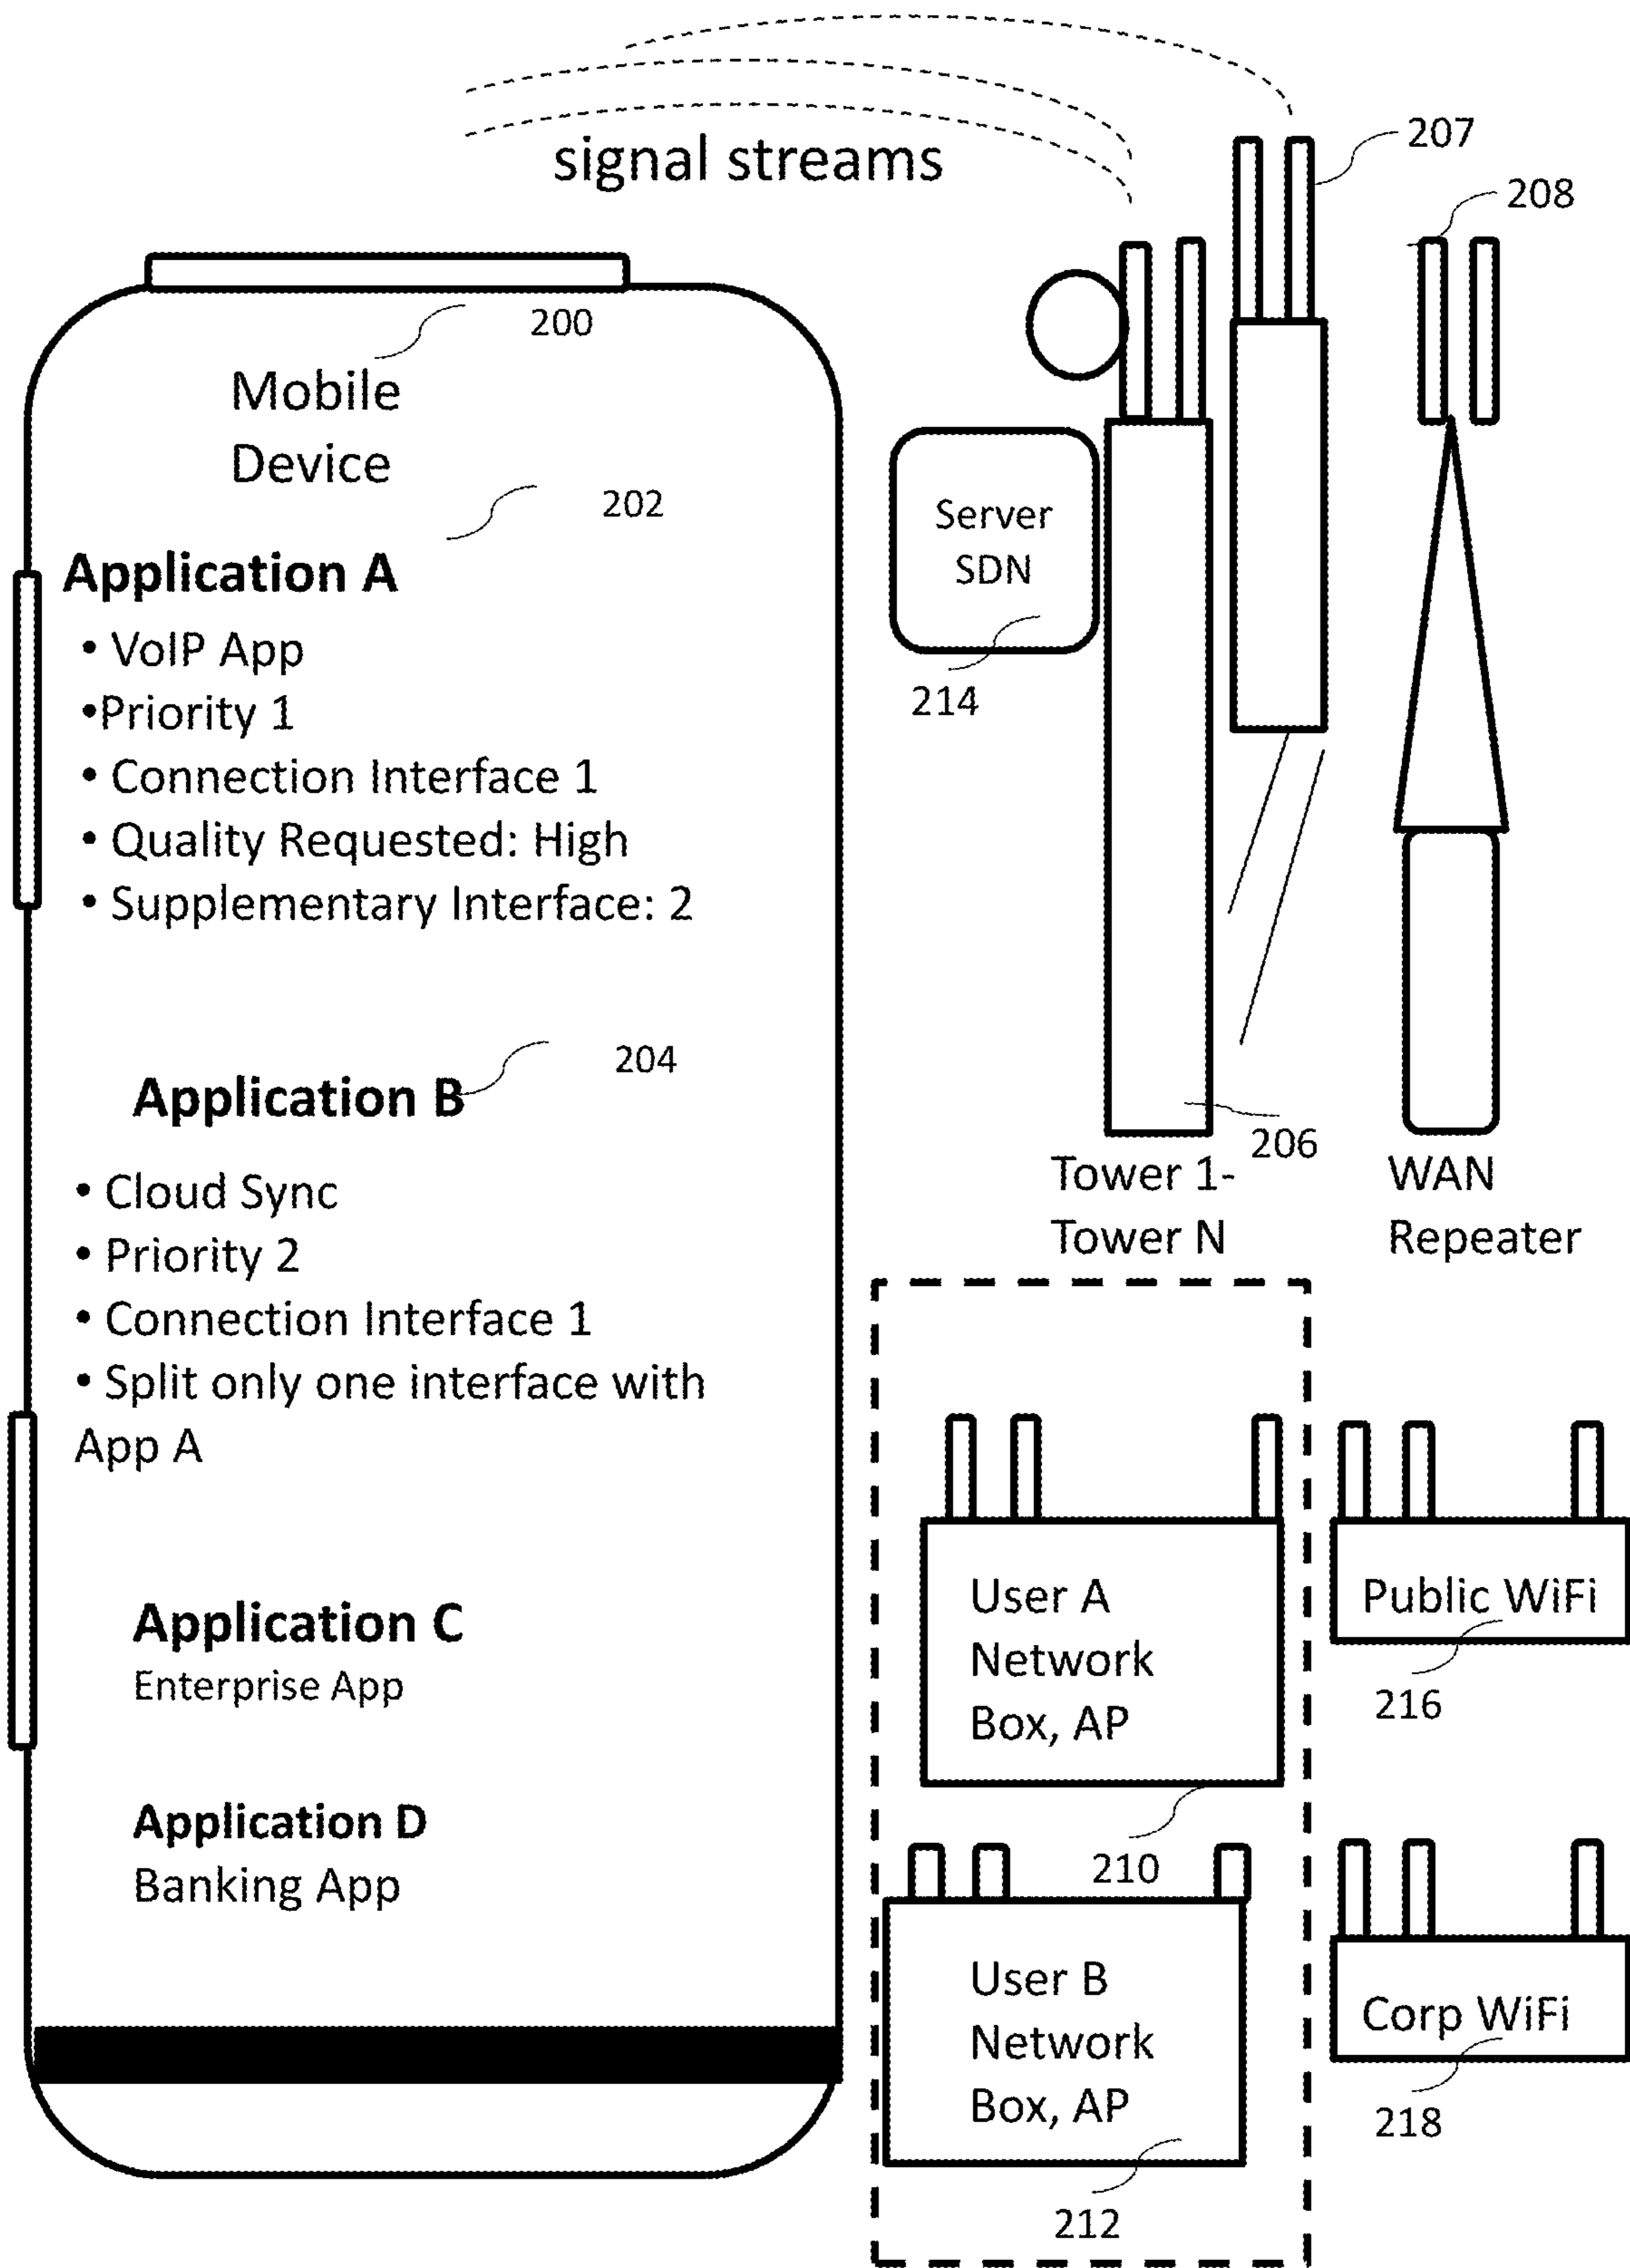 signal streams
207
208
200
Mobile
Device
202
Application A
• VoIP App
•Priority 1
• Connection Interface 1
• Quality Requested: High
• Supplementary Interface: 2
204
Application B
• Cloud Sync
• Priority 2
• Connection Interface 1
• Split only one interface with
App A
Application C
Enterprise App
Application D
Banking App
Server
SDN
214
206
Tower 1-
Tower N
WAN
Repeater
User A
Network
Box, AP
210
Public WiFi
216
User B
Network
Box, AP
212
Corp WiFi
218